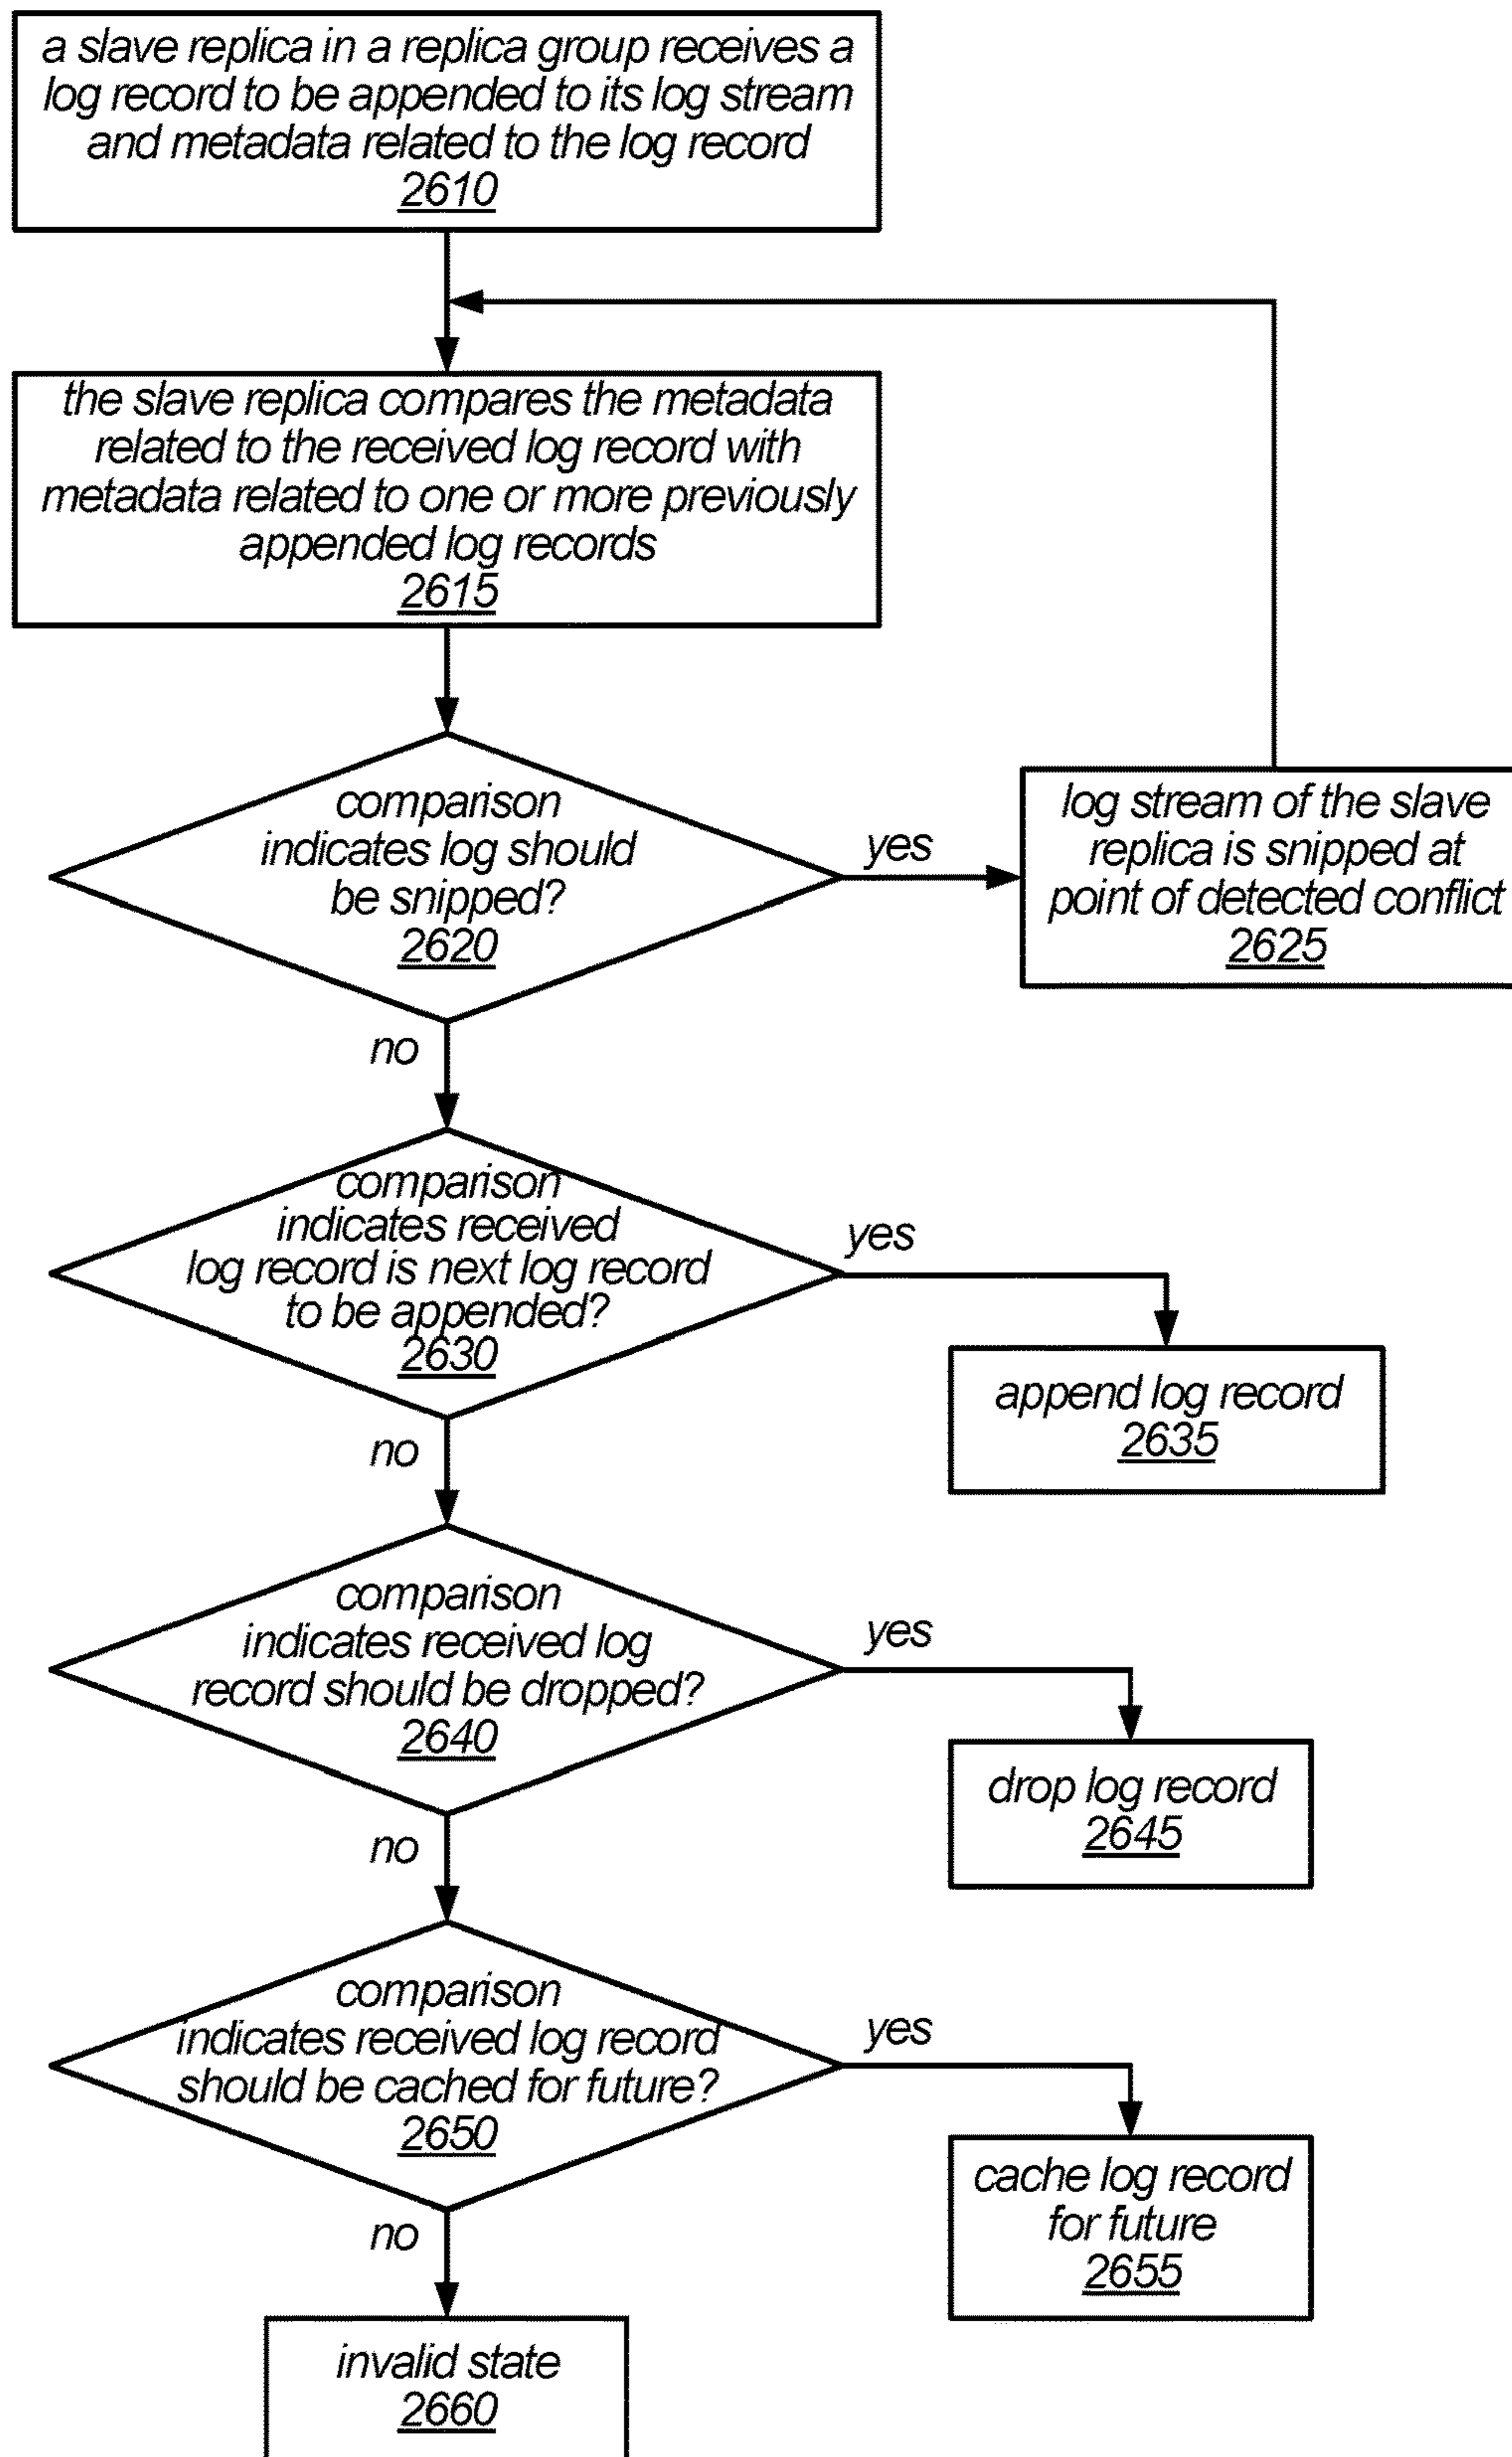 a slave replica in a replica group receives a
log record to be appended to its log stream
and metadata related to the log record
2610
the slave replica compares the metadata
related to the received log record with
metadata related to one or more previously
appended log records
2615
comparison
indicates log should
be snipped?
2620
yes
log stream of the slave
replica is snipped at
point of detected conflict
2625
no
comparison
indicates received
log record is next log record
to be appended?
2630
yes
append log record
2635
no
comparison
indicates received log
record should be dropped?
2640
yes
drop log record
2645
no
comparison
indicates received log record
should be cached for future?
2650
yes
cache log record
for future
2655
no
invalid state
2660